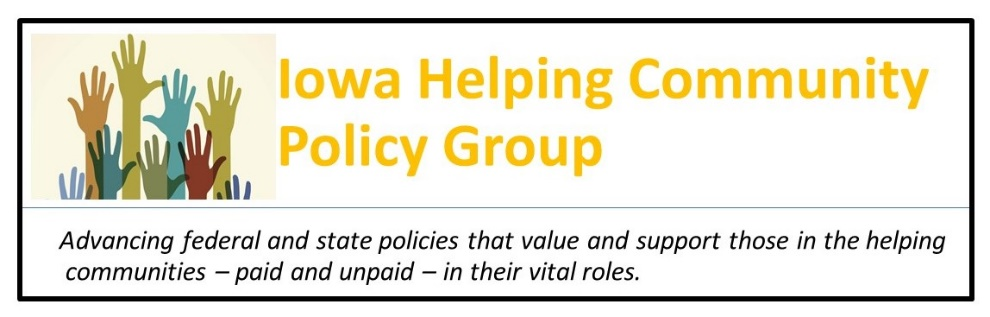 Iowa Helping Community
Policy Group
Advancing federal and state policies that value and support those in the helping
communities – paid and unpaid – in their vital roles.